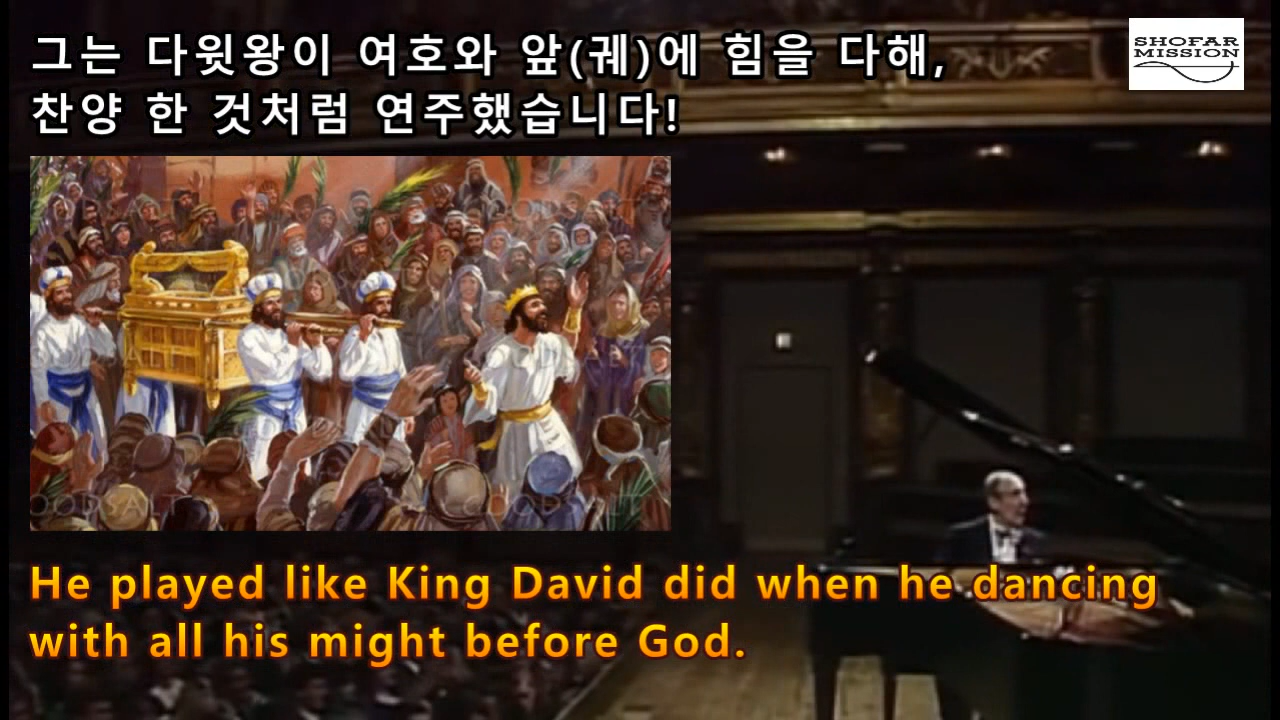 그는 다윗왕이 여호와 앞(궤)에 힘을 다해,
SHOFAR
MISSION
찬양 한 것처럼 연주했습니다!
GOODSALT
He played like King David did when he dancing
with all his might before God.